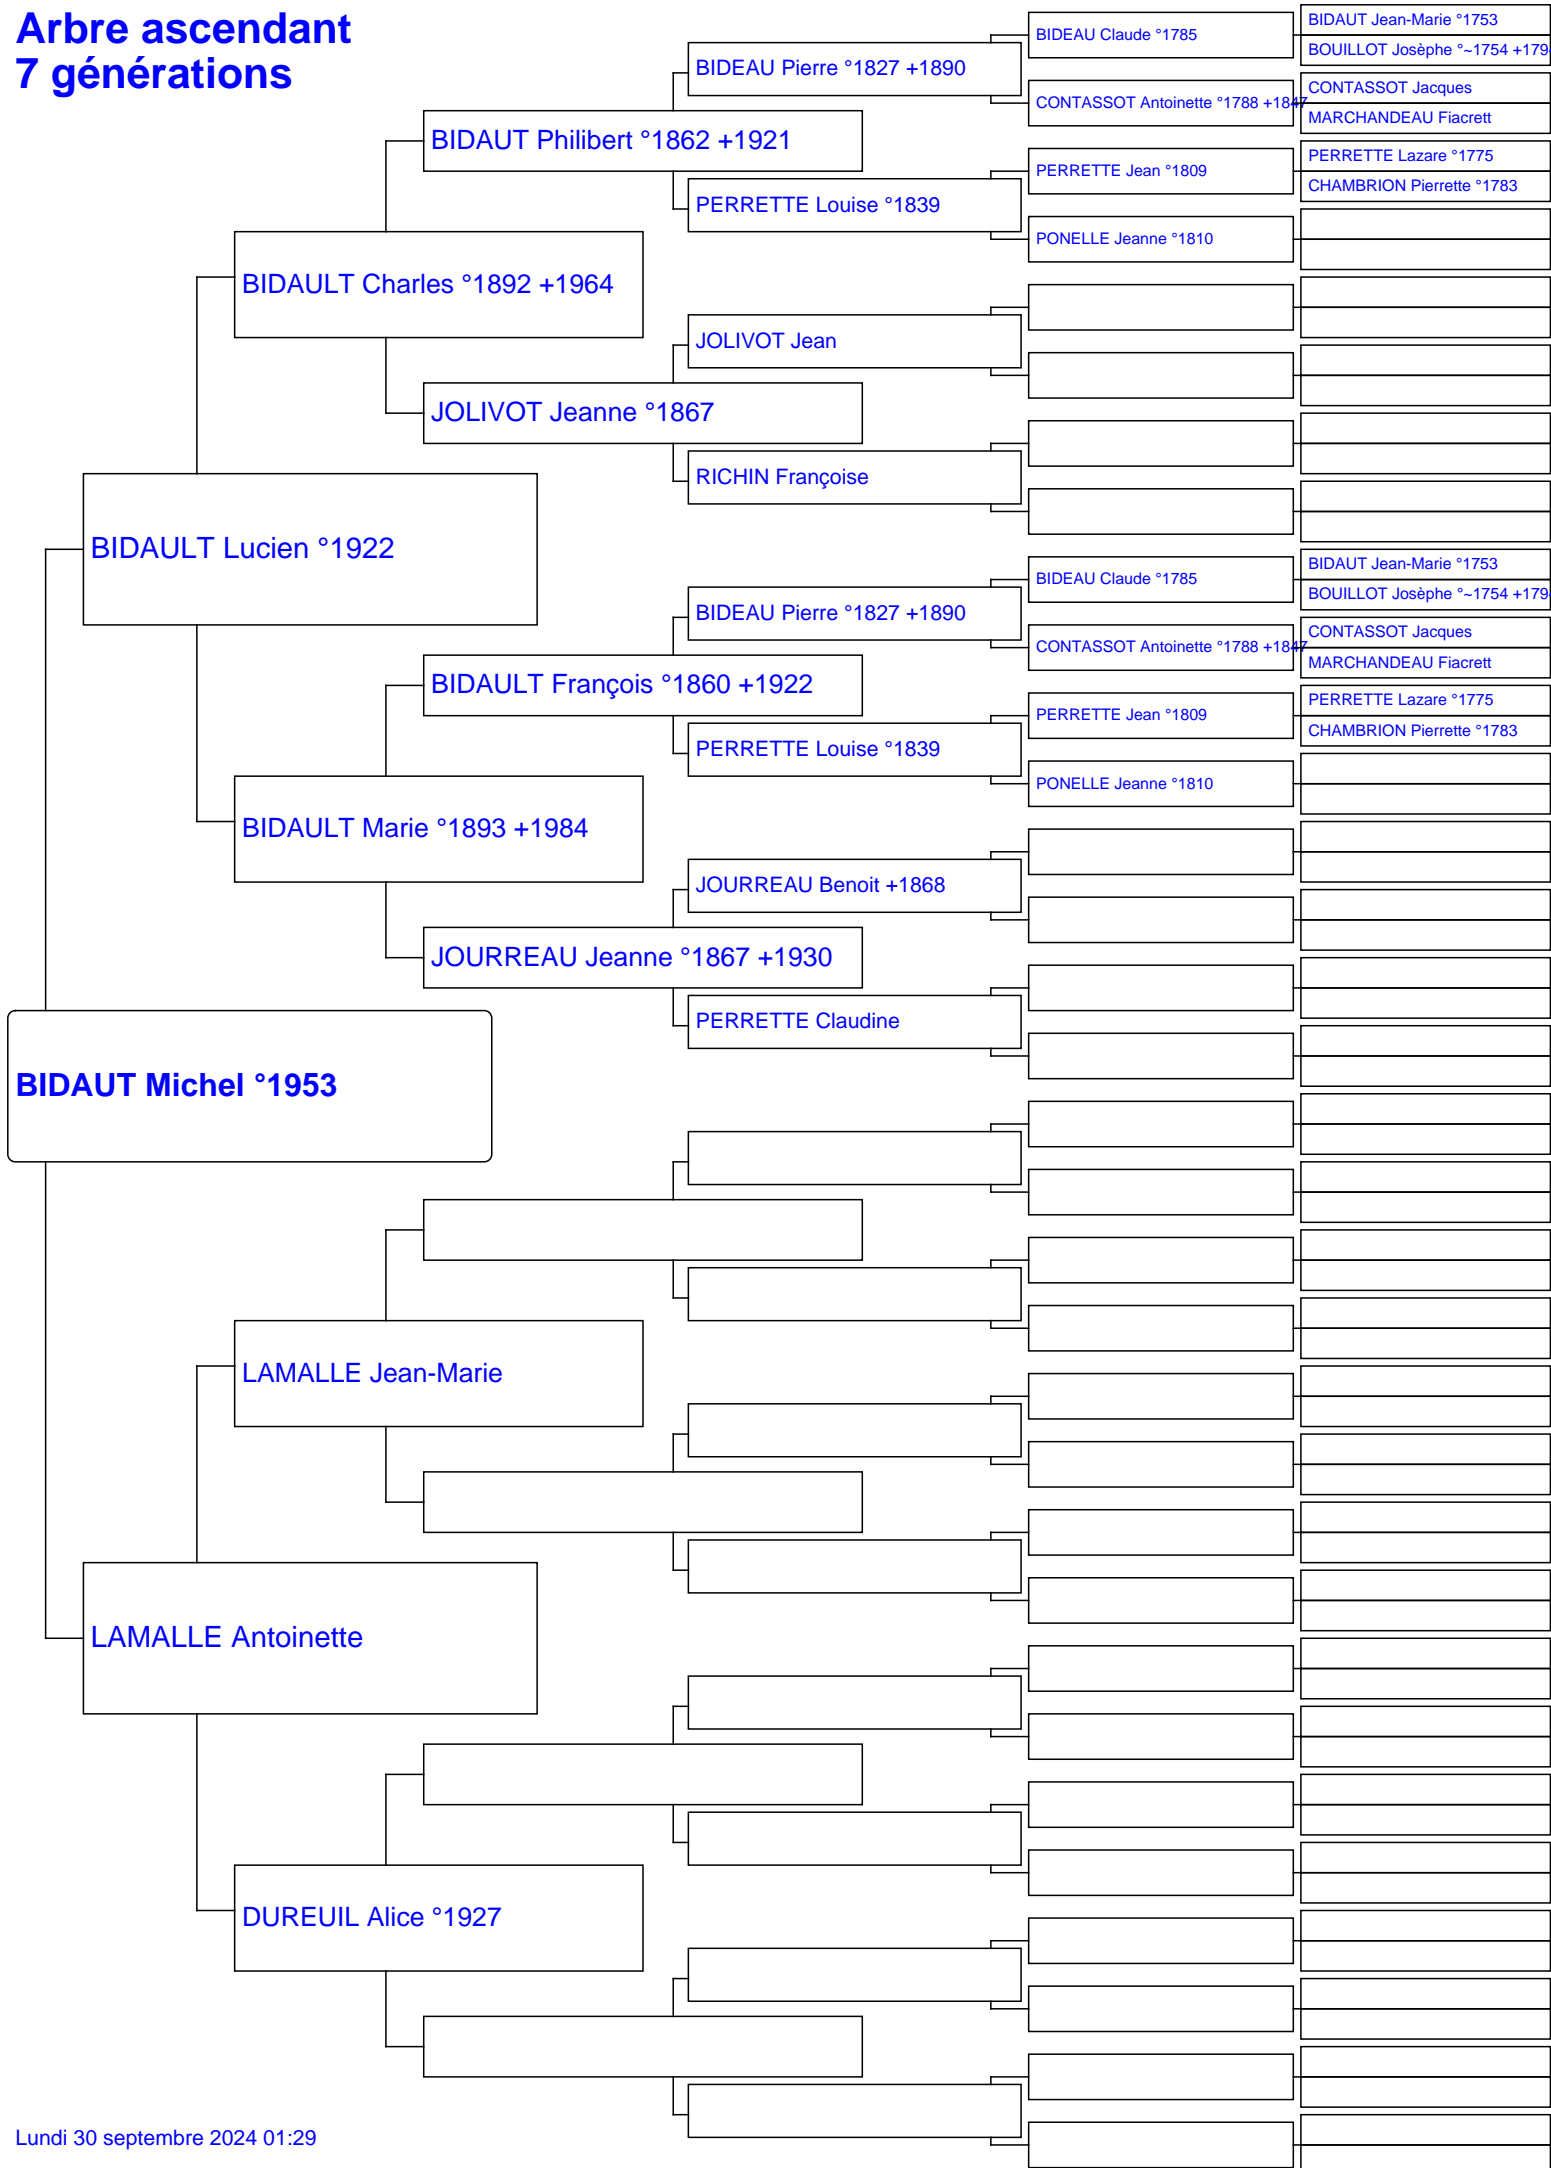 Arbre ascendant
7 générations
BIDAUT Michel °1953
BIDAULT Lucien °1922
LAMALLE Antoinette
BIDAULT Charles °1892 +1964
BIDAULT Marie °1893 +1984
LAMALLE Jean-Marie
DUREUIL Alice °1927
BIDAUT Philibert °1862 +1921
JOLIVOT Jeanne °1867
BIDAULT François °1860 +1922
JOURREAU Jeanne °1867 +1930
BIDEAU Pierre °1827 +1890
PERRETTE Louise °1839
JOLIVOT Jean
RICHIN Françoise
BIDEAU Pierre °1827 +1890
PERRETTE Louise °1839
JOURREAU Benoit +1868
PERRETTE Claudine
BIDEAU Claude °1785
CONTASSOT Antoinette °1788 +1847
PERRETTE Jean °1809
PONELLE Jeanne °1810
BIDEAU Claude °1785
CONTASSOT Antoinette °1788 +1847
PERRETTE Jean °1809
PONELLE Jeanne °1810
BIDAUT Jean-Marie °1753
BOUILLOT Josèphe °~1754
CONTASSOT Jacques
MARCHANDEAU Fiacrett
PERRETTE Lazare °1775
CHAMBRION Pierrette °1783
BIDAUT Jean-Marie °1753
BOUILLOT Josèphe °~1754
CONTASSOT Jacques
MARCHANDEAU Fiacrett
PERRETTE Lazare °1775
CHAMBRION Pierrette °1783
Lundi 30 septembre 2024 01:29